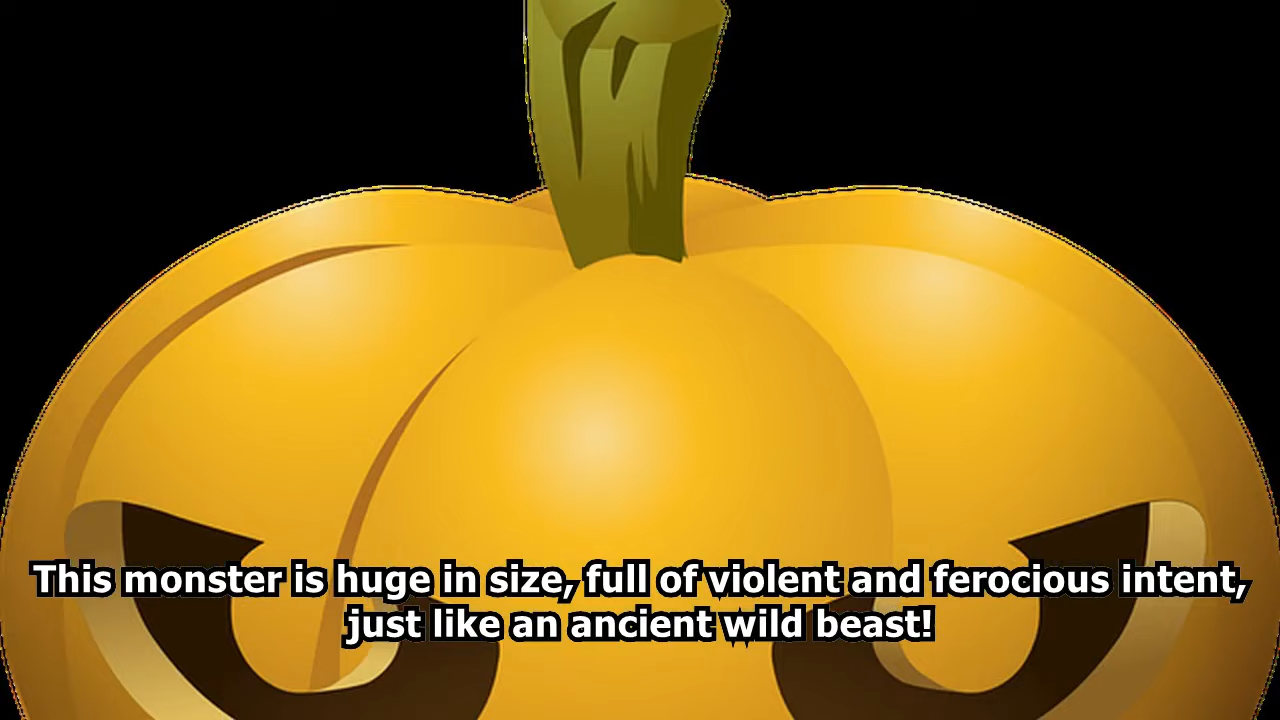 This monster is huge in size, full of violent and ferocious intent,
just like an ancient wild beast!